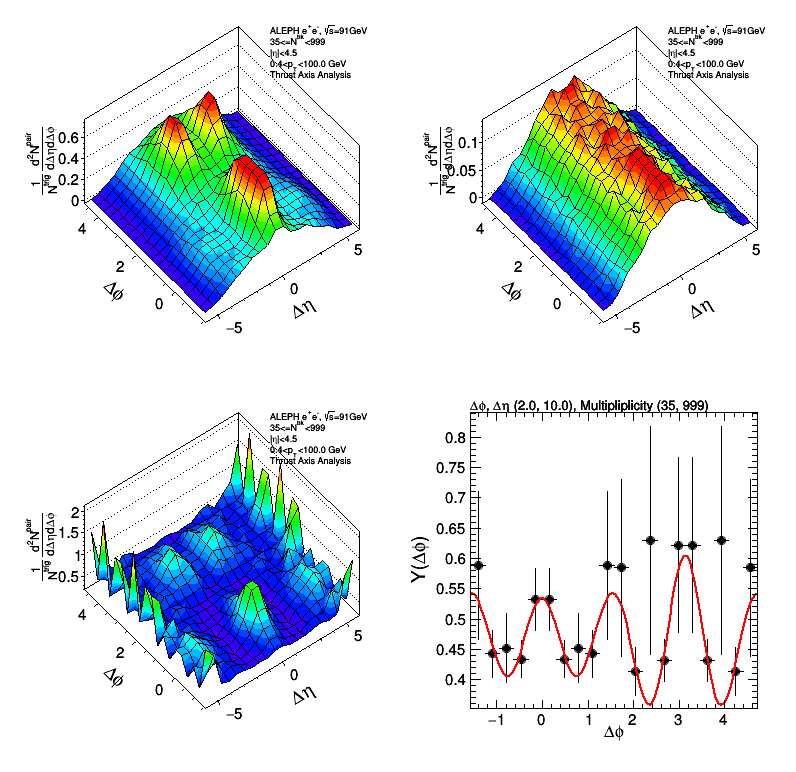 ALEPH e⁺e⁻, √s=91GeV
35<=N^trk<999
|η|<4.5
0.4<p_T<100.0 GeV
Thrust Axis Analysis
1/N^trig d²N^pair/dΔηdΔφ
0.6
0.4
0.2
0
4
2
0
Δφ
−5
0
5
Δη
ALEPH e⁺e⁻, √s=91GeV
35<=N^trk<999
|η|<4.5
0.4<p_T<100.0 GeV
Thrust Axis Analysis
1/N^trig d²N^pair/dΔηdΔφ
0.1
0.05
0
4
2
0
Δφ
−5
0
5
Δη
ALEPH e⁺e⁻, √s=91GeV
35<=N^trk<999
|η|<4.5
0.4<p_T<100.0 GeV
Thrust Axis Analysis
1/N^trig d²N^pair/dΔηdΔφ
2
1.5
1
0.5
4
2
0
Δφ
−5
0
5
Δη
Δφ, Δη (2.0, 10.0), Multipliplicity (35, 999)
Y(Δφ)
0.8
0.75
0.7
0.65
0.6
0.55
0.5
0.45
0.4
−1 0 1 2 3 4
Δφ